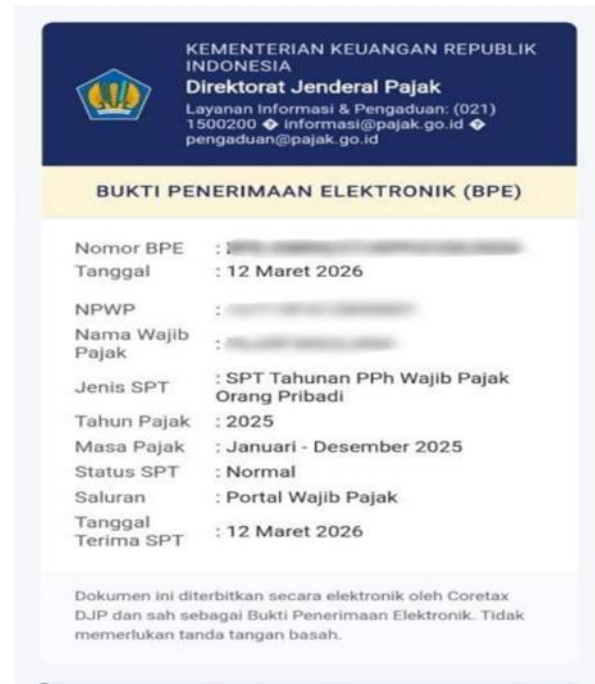 KEMENTERIAN KEUANGAN REPUBLIK
INDONESIA
Direktorat Jenderal Pajak
Layanan Informasi & Pengaduan: (021)
1500200 � informasi@pajak.go.id �
pengaduan@pajak.go.id
BUKTI PENERIMAAN ELEKTRONIK (BPE)
Nomor BPE :
Tanggal : 12 Maret 2026
NPWP :
Nama Wajib
Pajak :
Jenis SPT : SPT Tahunan PPh Wajib Pajak
Orang Pribadi
Tahun Pajak : 2025
Masa Pajak : Januari - Desember 2025
Status SPT : Normal
Saluran : Portal Wajib Pajak
Tanggal
Terima SPT : 12 Maret 2026
Dokumen ini diterbitkan secara elektronik oleh Coretax
DJP dan sah sebagai Bukti Penerimaan Elektronik. Tidak
memerlukan tanda tangan basah.